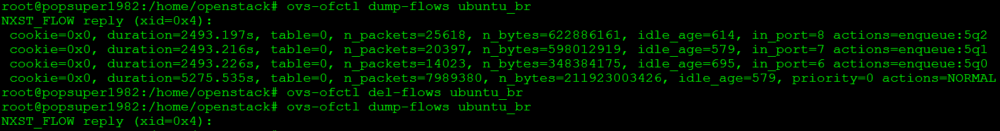 root@popsuper1982:/home/openstack# ovs-ofctl dump-flows ubuntu_br
NXST_FLOW reply (xid=0x4):
 cookie=0x0, duration=2493.197s, table=0, n_packets=25618, n_bytes=622886161, idle_age=614, in_port=8 actions=enqueue:5q2
 cookie=0x0, duration=2493.216s, table=0, n_packets=20397, n_bytes=598012919, idle_age=579, in_port=7 actions=enqueue:5q1
 cookie=0x0, duration=2493.226s, table=0, n_packets=14023, n_bytes=348384175, idle_age=695, in_port=6 actions=enqueue:5q0
 cookie=0x0, duration=5275.535s, table=0, n_packets=7989380, n_bytes=211923003426, idle_age=579, priority=0 actions=NORMAL
root@popsuper1982:/home/openstack# ovs-ofctl del-flows ubuntu_br
root@popsuper1982:/home/openstack# ovs-ofctl dump-flows ubuntu_br
NXST_FLOW reply (xid=0x4):